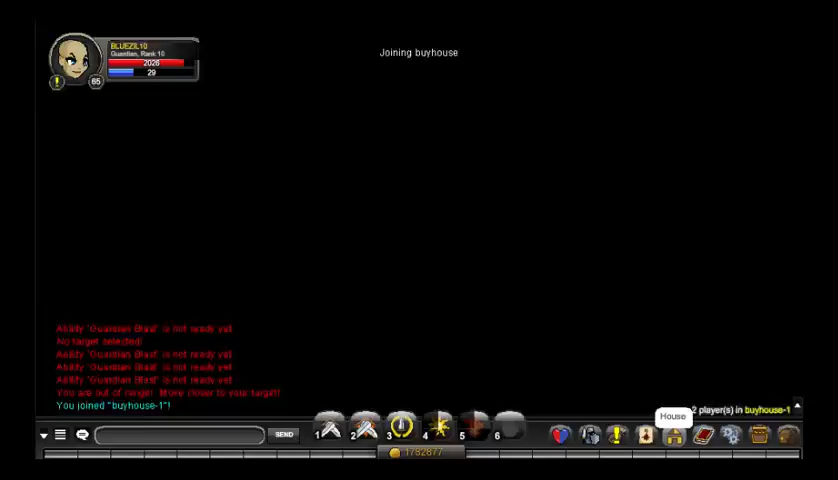 BLUEZIL10
Guardian, Rank 10
2026
29
65
Joining buyhouse
Ability 'Guardian Blast' is not ready yet
No target selected!
Ability 'Guardian Blast' is not ready yet
Ability 'Guardian Blast' is not ready yet
Ability 'Guardian Blast' is not ready yet
You are out of range! Move closer to your target!
You joined "buyhouse-1"!
2 player(s) in buyhouse-1
House
SEND
1 2 3 4 5 6
1782877